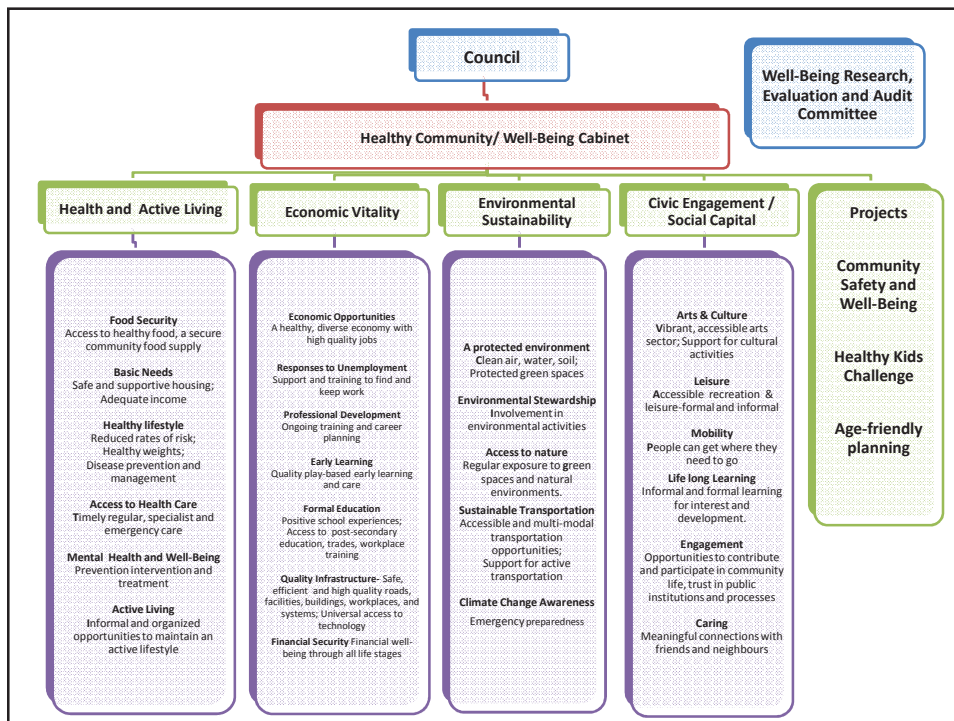 Council
Well-Being Research,
Evaluation and Audit
Committee
Healthy Community/ Well-Being Cabinet
Health and Active Living
Food Security
Access to healthy food, a secure
community food supply
Basic Needs
Safe and supportive housing;
Adequate income
Healthy lifestyle
Reduced rates of risk;
Healthy weights;
Disease prevention and
management
Access to Health Care
Timely regular, specialist and
emergency care
Mental Health and Well-Being
Prevention intervention and
treatment
Active Living
Informal and organized
opportunities to maintain an
active lifestyle
Economic Vitality
Economic Opportunities
A healthy, diverse economy with
high quality jobs
Responses to Unemployment
Support and training to find and
keep work
Professional Development
Ongoing training and career
planning
Early Learning
Quality play-based early learning
and care
Formal Education
Positive school experiences;
Access to post-secondary
education, trades, workplace
training
Quality Infrastructure- Safe,
efficient and high quality roads,
facilities, buildings, workplaces, and
systems; Universal access to
technology
Financial Security Financial well-
being through all life stages
Environmental
Sustainability
A protected environment
Clean air, water, soil;
Protected green spaces
Environmental Stewardship
Involvement in
environmental activities
Access to nature
Regular exposure to green
spaces and natural
environments.
Sustainable Transportation
Accessible and multi-modal
transportation
opportunities;
Support for active
transportation
Climate Change Awareness
Emergency preparedness
Civic Engagement /
Social Capital
Arts & Culture
Vibrant, accessible arts
sector; Support for cultural
activities
Leisure
Accessible recreation &
leisure-formal and informal
Mobility
People can get where they
need to go
Life long Learning
Informal and formal learning
for interest and
development.
Engagement
Opportunities to contribute
and participate in community
life, trust in public
institutions and processes
Caring
Meaningful connections with
friends and neighbours
Projects
Community
Safety and
Well-Being
Healthy Kids
Challenge
Age-friendly
planning